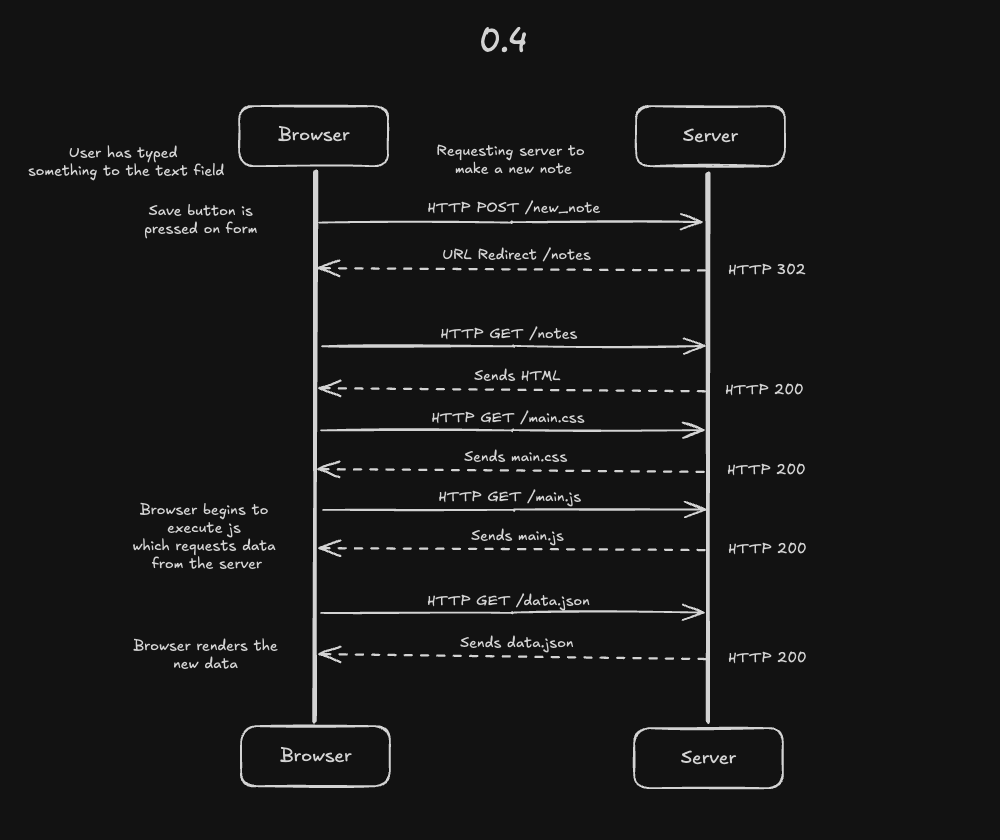 0.4
Browser
Server
User has typed
something to the text field
Requesting server to
make a new note
Save button is
pressed on form
HTTP POST /new_note
URL Redirect /notes
HTTP 302
HTTP GET /notes
Sends HTML
HTTP 200
HTTP GET /main.css
Sends main.css
HTTP 200
HTTP GET /main.js
Browser begins to
execute js
which requests data
from the server
Sends main.js
HTTP 200
HTTP GET /data.json
Sends data.json
HTTP 200
Browser renders the
new data
Browser
Server